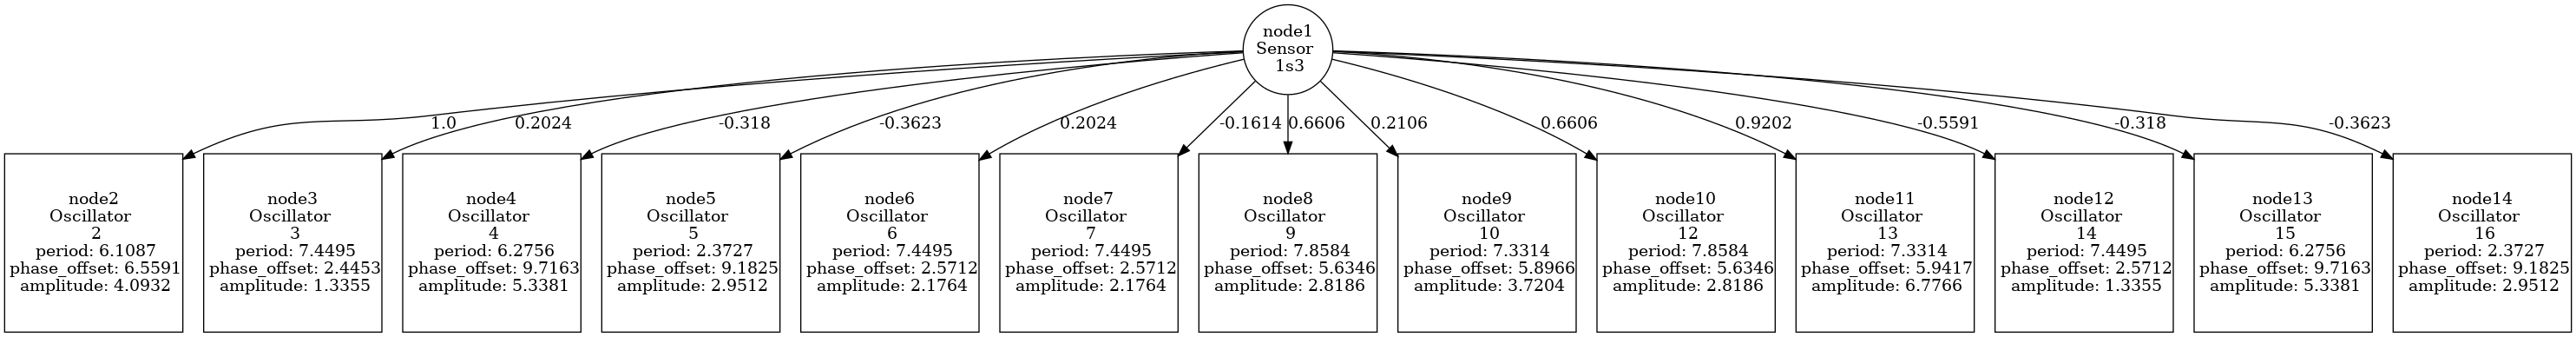 node1
Sensor
1s3
1.0
0.2024
-0.318
-0.3623
0.2024
-0.1614
0.6606
0.2106
0.6606
0.9202
-0.5591
-0.318
-0.3623
node2
Oscillator
2
period: 6.1087
phase_offset: 6.5591
amplitude: 4.0932
node3
Oscillator
3
period: 7.4495
phase_offset: 2.4453
amplitude: 1.3355
node4
Oscillator
4
period: 6.2756
phase_offset: 9.7163
amplitude: 5.3381
node5
Oscillator
5
period: 2.3727
phase_offset: 9.1825
amplitude: 2.9512
node6
Oscillator
6
period: 7.4495
phase_offset: 2.5712
amplitude: 2.1764
node7
Oscillator
7
period: 7.4495
phase_offset: 2.5712
amplitude: 2.1764
node8
Oscillator
9
period: 7.8584
phase_offset: 5.6346
amplitude: 2.8186
node9
Oscillator
10
period: 7.3314
phase_offset: 5.8966
amplitude: 3.7204
node10
Oscillator
12
period: 7.8584
phase_offset: 5.6346
amplitude: 2.8186
node11
Oscillator
13
period: 7.3314
phase_offset: 5.9417
amplitude: 6.7766
node12
Oscillator
14
period: 7.4495
phase_offset: 2.5712
amplitude: 1.3355
node13
Oscillator
15
period: 6.2756
phase_offset: 9.7163
amplitude: 5.3381
node14
Oscillator
16
period: 2.3727
phase_offset: 9.1825
amplitude: 2.9512